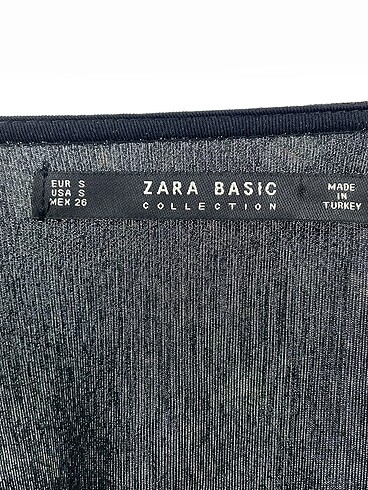 EUR S
USA S
MEX 26
ZARA BASIC
COLLECTION
MADE
IN
TURKEY